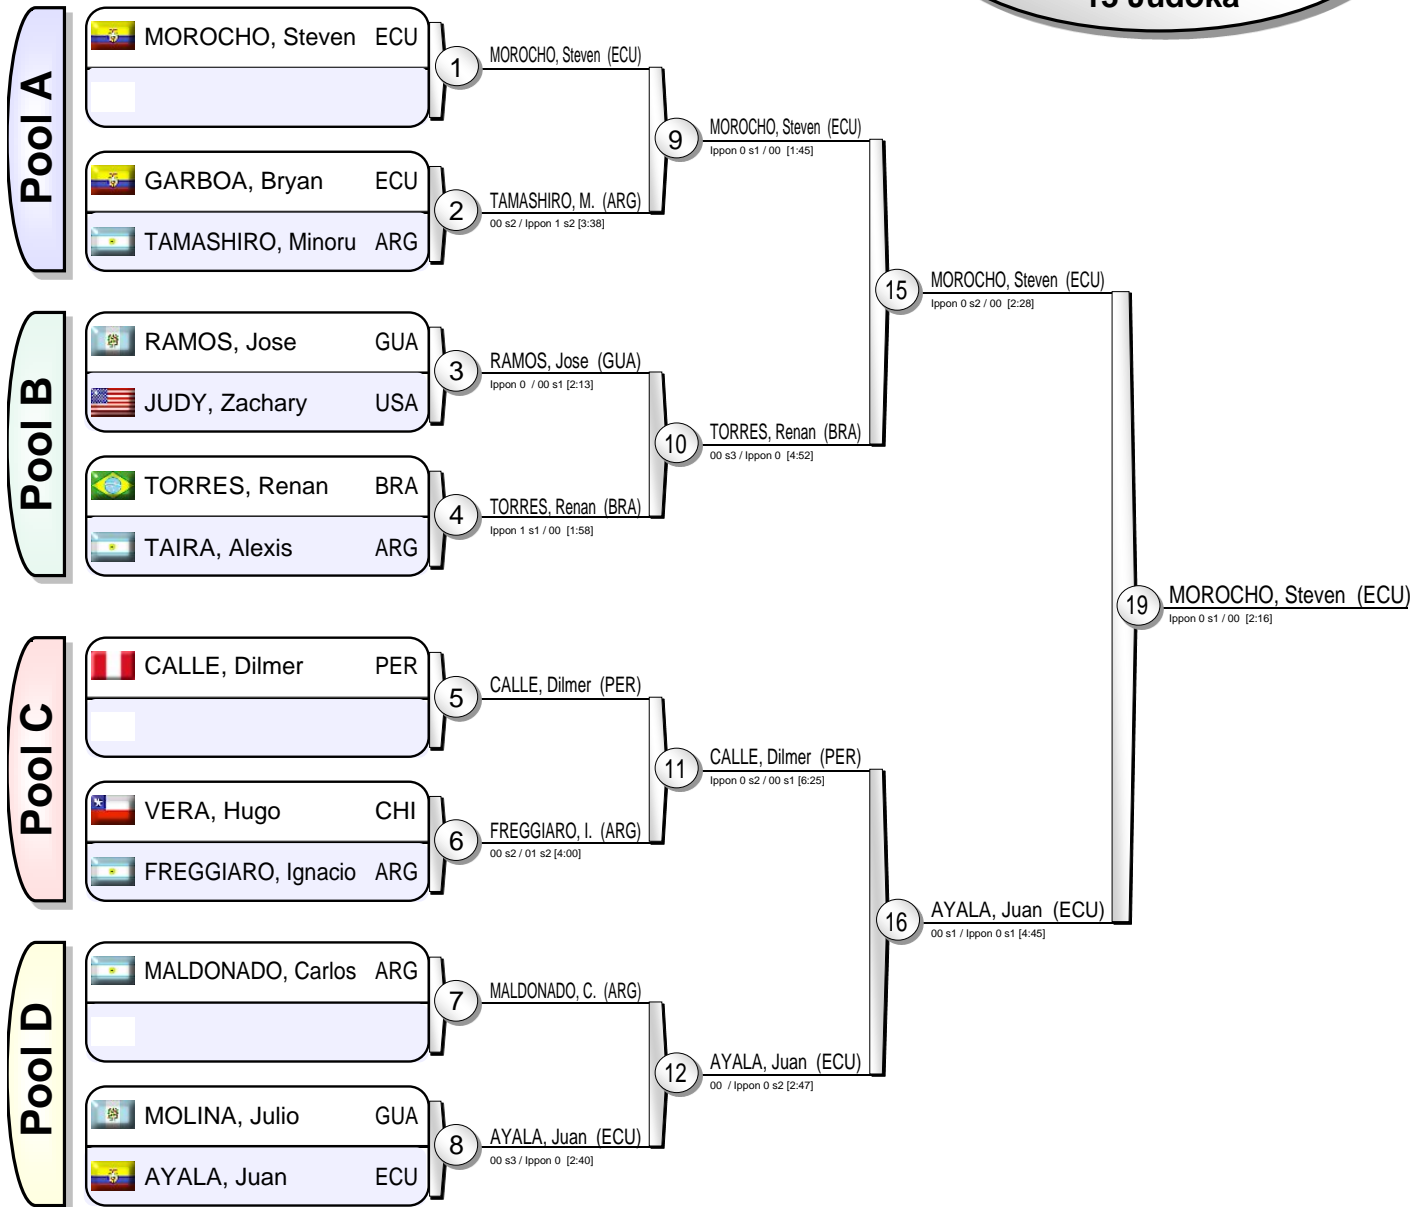 13 Judoka
Pool A
MOROCHO, Steven ECU
GARBOA, Bryan ECU
TAMASHIRO, Minoru ARG
1
MOROCHO, Steven (ECU)
2
TAMASHIRO, M. (ARG)
00 s2 / Ippon 1 s2 [3:38]
9
MOROCHO, Steven (ECU)
Ippon 0 s1 / 00 [1:45]
Pool B
RAMOS, Jose GUA
JUDY, Zachary USA
TORRES, Renan BRA
TAIRA, Alexis ARG
3
RAMOS, Jose (GUA)
Ippon 0 / 00 s1 [2:13]
4
TORRES, Renan (BRA)
Ippon 1 s1 / 00 [1:58]
10
TORRES, Renan (BRA)
00 s3 / Ippon 0 [4:52]
15
MOROCHO, Steven (ECU)
Ippon 0 s2 / 00 [2:28]
Pool C
CALLE, Dilmer PER
VERA, Hugo CHI
FREGGIARO, Ignacio ARG
5
CALLE, Dilmer (PER)
6
FREGGIARO, I. (ARG)
00 s2 / 01 s2 [4:00]
11
CALLE, Dilmer (PER)
Ippon 0 s2 / 00 s1 [6:25]
Pool D
MALDONADO, Carlos ARG
MOLINA, Julio GUA
AYALA, Juan ECU
7
MALDONADO, C. (ARG)
8
AYALA, Juan (ECU)
00 s3 / Ippon 0 [2:40]
12
AYALA, Juan (ECU)
00 / Ippon 0 s2 [2:47]
16
AYALA, Juan (ECU)
00 s1 / Ippon 0 s1 [4:45]
19
MOROCHO, Steven (ECU)
Ippon 0 s1 / 00 [2:16]